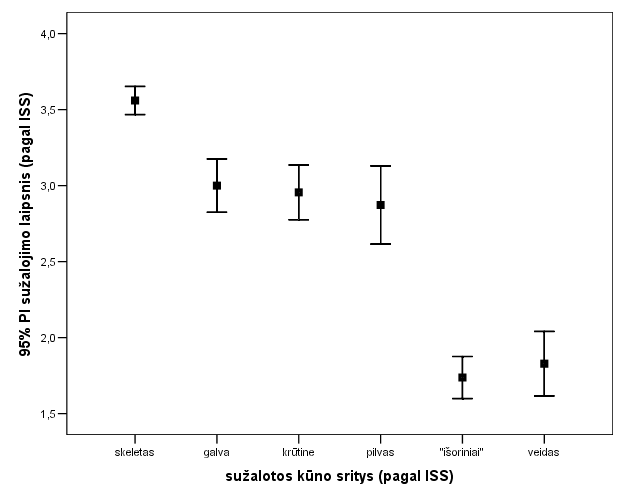 4,0
3,5
3,0
2,5
2,0
1,5
95% PI sužalojimo laipsnis (pagal ISS)
skeletas galva krūtine pilvas "išoriniai" veidas
sužalotos kūno sritys (pagal ISS)